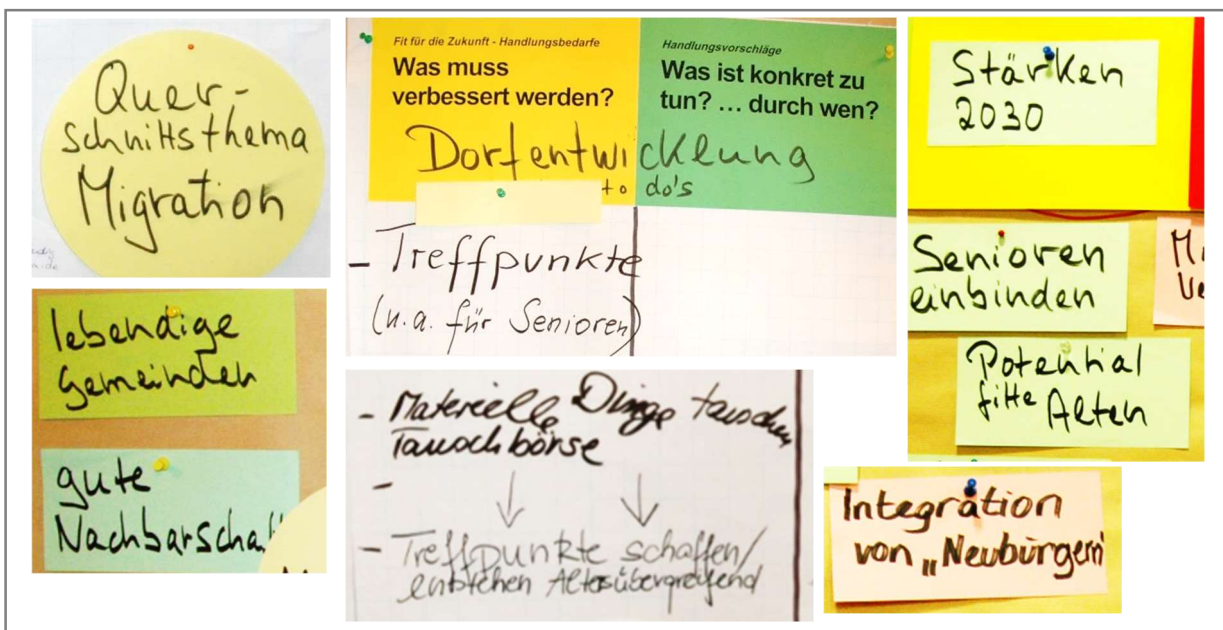 Quer-
schnittsthema
Migration
lebendige
Gemeinden
gute
Nachbarscha
Fit für die Zukunft - Handlungsbedarfe
Was muss
verbessert werden?
Handlungsvorschläge
Was ist konkret zu
tun? ... durch wen?
Dorfentwicklung
to do's
- Treffpunkte
(u.a. für Senioren)
- Materielle Dinge tauschen
Tauschbörse
-
- Treffpunkte schaffen/
entstehen Altersübergreifend
Stärken
2030
Senioren
einbinden
Potential
fitte Alten
Integration
von „Neubürgern"